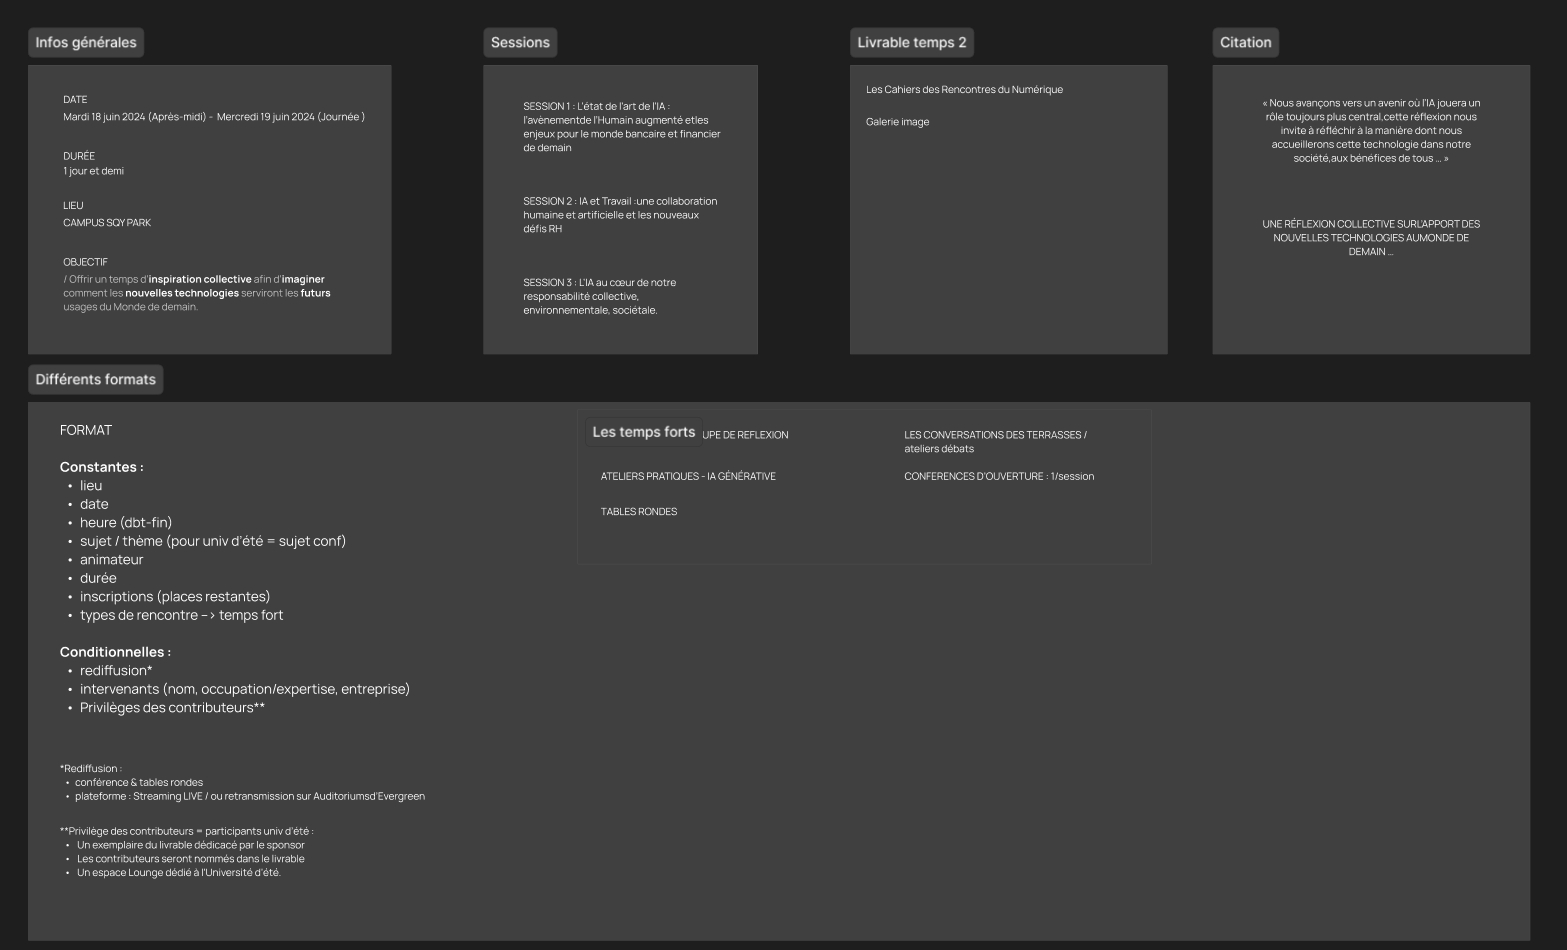 Infos générales
DATE
Mardi 18 juin 2024 (Après-midi) - Mercredi 19 juin 2024 (Journée )
DURÉE
1 jour et demi
LIEU
CAMPUS SQY PARK
OBJECTIF
/ Offrir un temps d'inspiration collective afin d'imaginer
comment les nouvelles technologies serviront les futurs
usages du Monde de demain.
Sessions
SESSION 1 : L'état de l'art de l'IA :
l'avènementde l'Humain augmenté etles
enjeux pour le monde bancaire et financier
de demain
SESSION 2 : IA et Travail :une collaboration
humaine et artificielle et les nouveaux
défis RH
SESSION 3 : L'IA au cœur de notre
responsabilité collective,
environnementale, sociétale.
Livrable temps 2
Les Cahiers des Rencontres du Numérique
Galerie image
Citation
« Nous avançons vers un avenir où l'IA jouera un
rôle toujours plus central,cette réflexion nous
invite à réfléchir à la manière dont nous
accueillerons cette technologie dans notre
société,aux bénéfices de tous ... »
UNE RÉFLEXION COLLECTIVE SURL'APPORT DES
NOUVELLES TECHNOLOGIES AUMONDE DE
DEMAIN ...
Différents formats
FORMAT
Constantes :
• lieu
• date
• heure (dbt-fin)
• sujet / thème (pour univ d'été = sujet conf)
• animateur
• durée
• inscriptions (places restantes)
• types de rencontre --> temps fort
Conditionnelles :
• rediffusion*
• intervenants (nom, occupation/expertise, entreprise)
• Privilèges des contributeurs**
*Rediffusion :
• conférence & tables rondes
• plateforme : Streaming LIVE / ou retransmission sur Auditoriumsd'Evergreen
**Privilège des contributeurs = participants univ d'été :
• Un exemplaire du livrable dédicacé par le sponsor
• Les contributeurs seront nommés dans le livrable
• Un espace Lounge dédié à l'Université d'été.
Les temps forts
UPE DE REFLEXION
ATELIERS PRATIQUES - IA GÉNÉRATIVE
TABLES RONDES
LES CONVERSATIONS DES TERRASSES /
ateliers débats
CONFERENCES D'OUVERTURE : 1/session